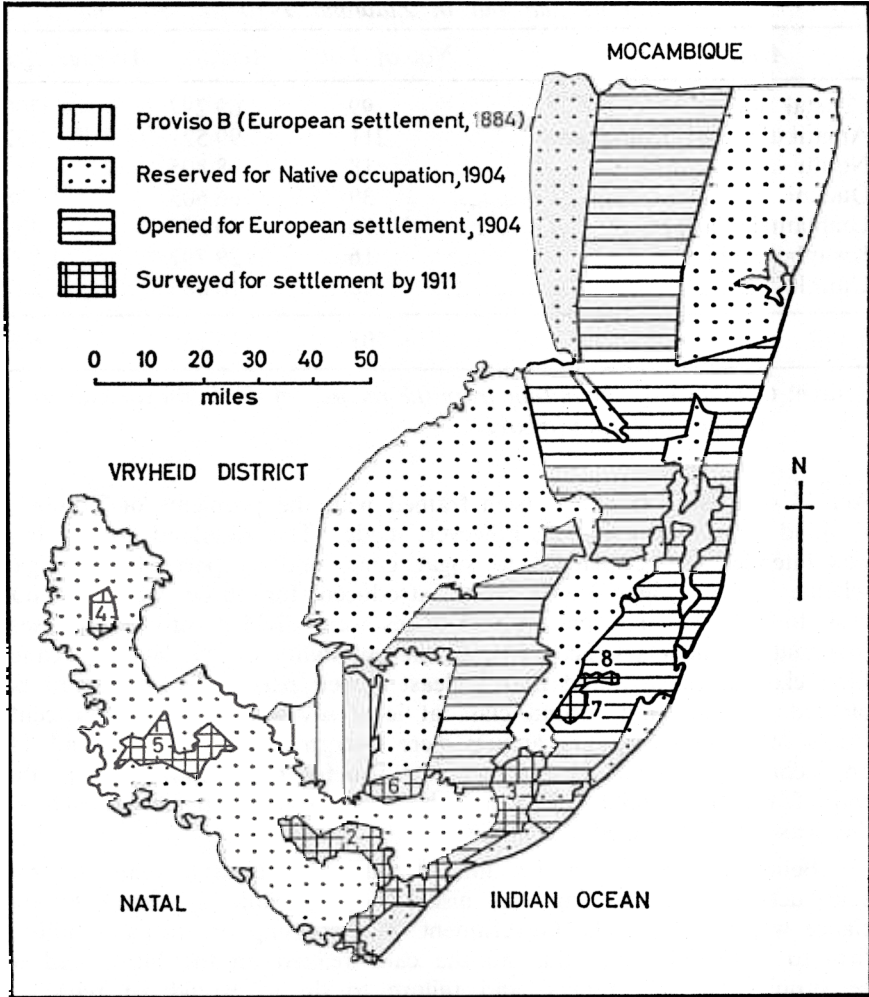 MOCAMBIQUE
Proviso B (European settlement, 1884)
Reserved for Native occupation, 1904
Opened for European settlement, 1904
Surveyed for settlement by 1911
0 10 20 30 40 50
miles
VRYHEID DISTRICT
N
4
8
7
5
6
3
2
1
NATAL
INDIAN OCEAN